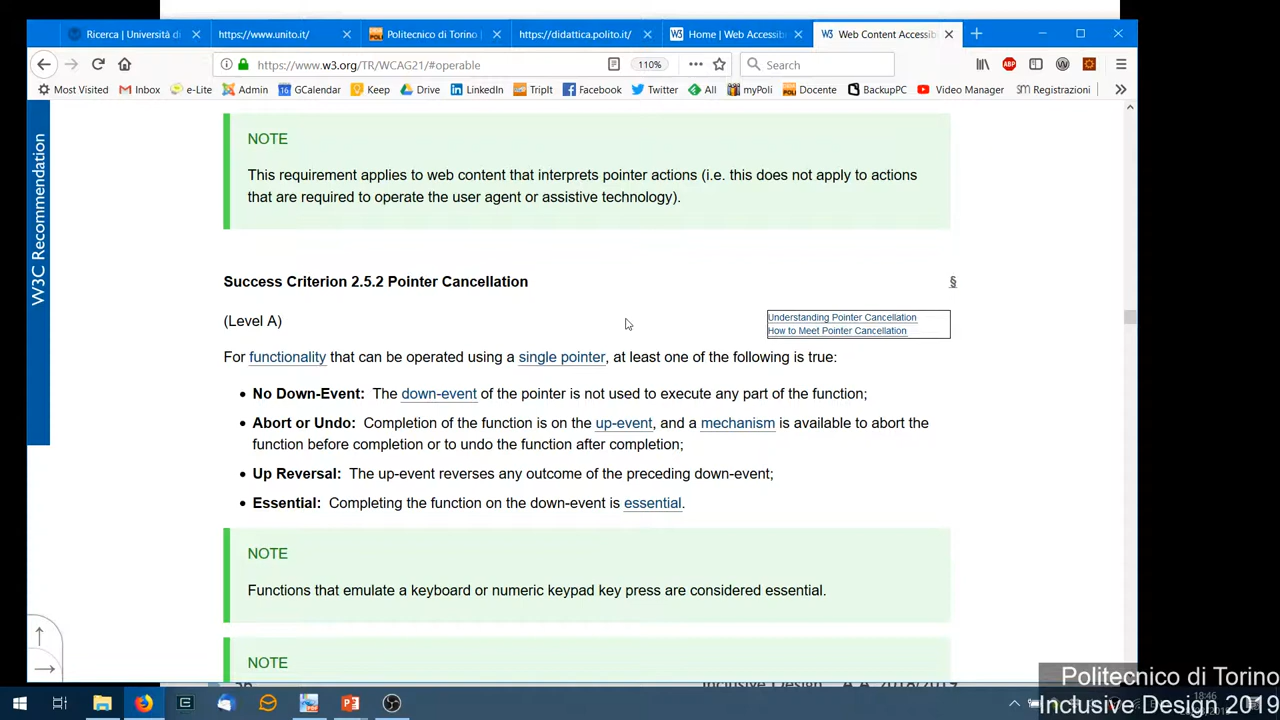 Ricerca | Università di
https://www.unito.it/
Politecnico di Torino |
https://didattica.polito.it/
Home | Web Accessib
Web Content Accessib
https://www.w3.org/TR/WCAG21/#operable
110%
Search
Most Visited
Inbox
e-Lite
Admin
GCalendar
Keep
Drive
LinkedIn
TripIt
Facebook
Twitter
All
myPoli
Docente
BackupPC
Video Manager
Registrazioni
W3C Recommendation
NOTE
This requirement applies to web content that interprets pointer actions (i.e. this does not apply to actions
that are required to operate the user agent or assistive technology).
Success Criterion 2.5.2 Pointer Cancellation
§
(Level A)
Understanding Pointer Cancellation
How to Meet Pointer Cancellation
For functionality that can be operated using a single pointer, at least one of the following is true:
• No Down-Event: The down-event of the pointer is not used to execute any part of the function;
• Abort or Undo: Completion of the function is on the up-event, and a mechanism is available to abort the
function before completion or to undo the function after completion;
• Up Reversal: The up-event reverses any outcome of the preceding down-event;
• Essential: Completing the function on the down-event is essential.
NOTE
Functions that emulate a keyboard or numeric keypad key press are considered essential.
NOTE
Inclusive Design A.A. 2018/2019
Politecnico di Torino
18:46
Inclusive Design 2019